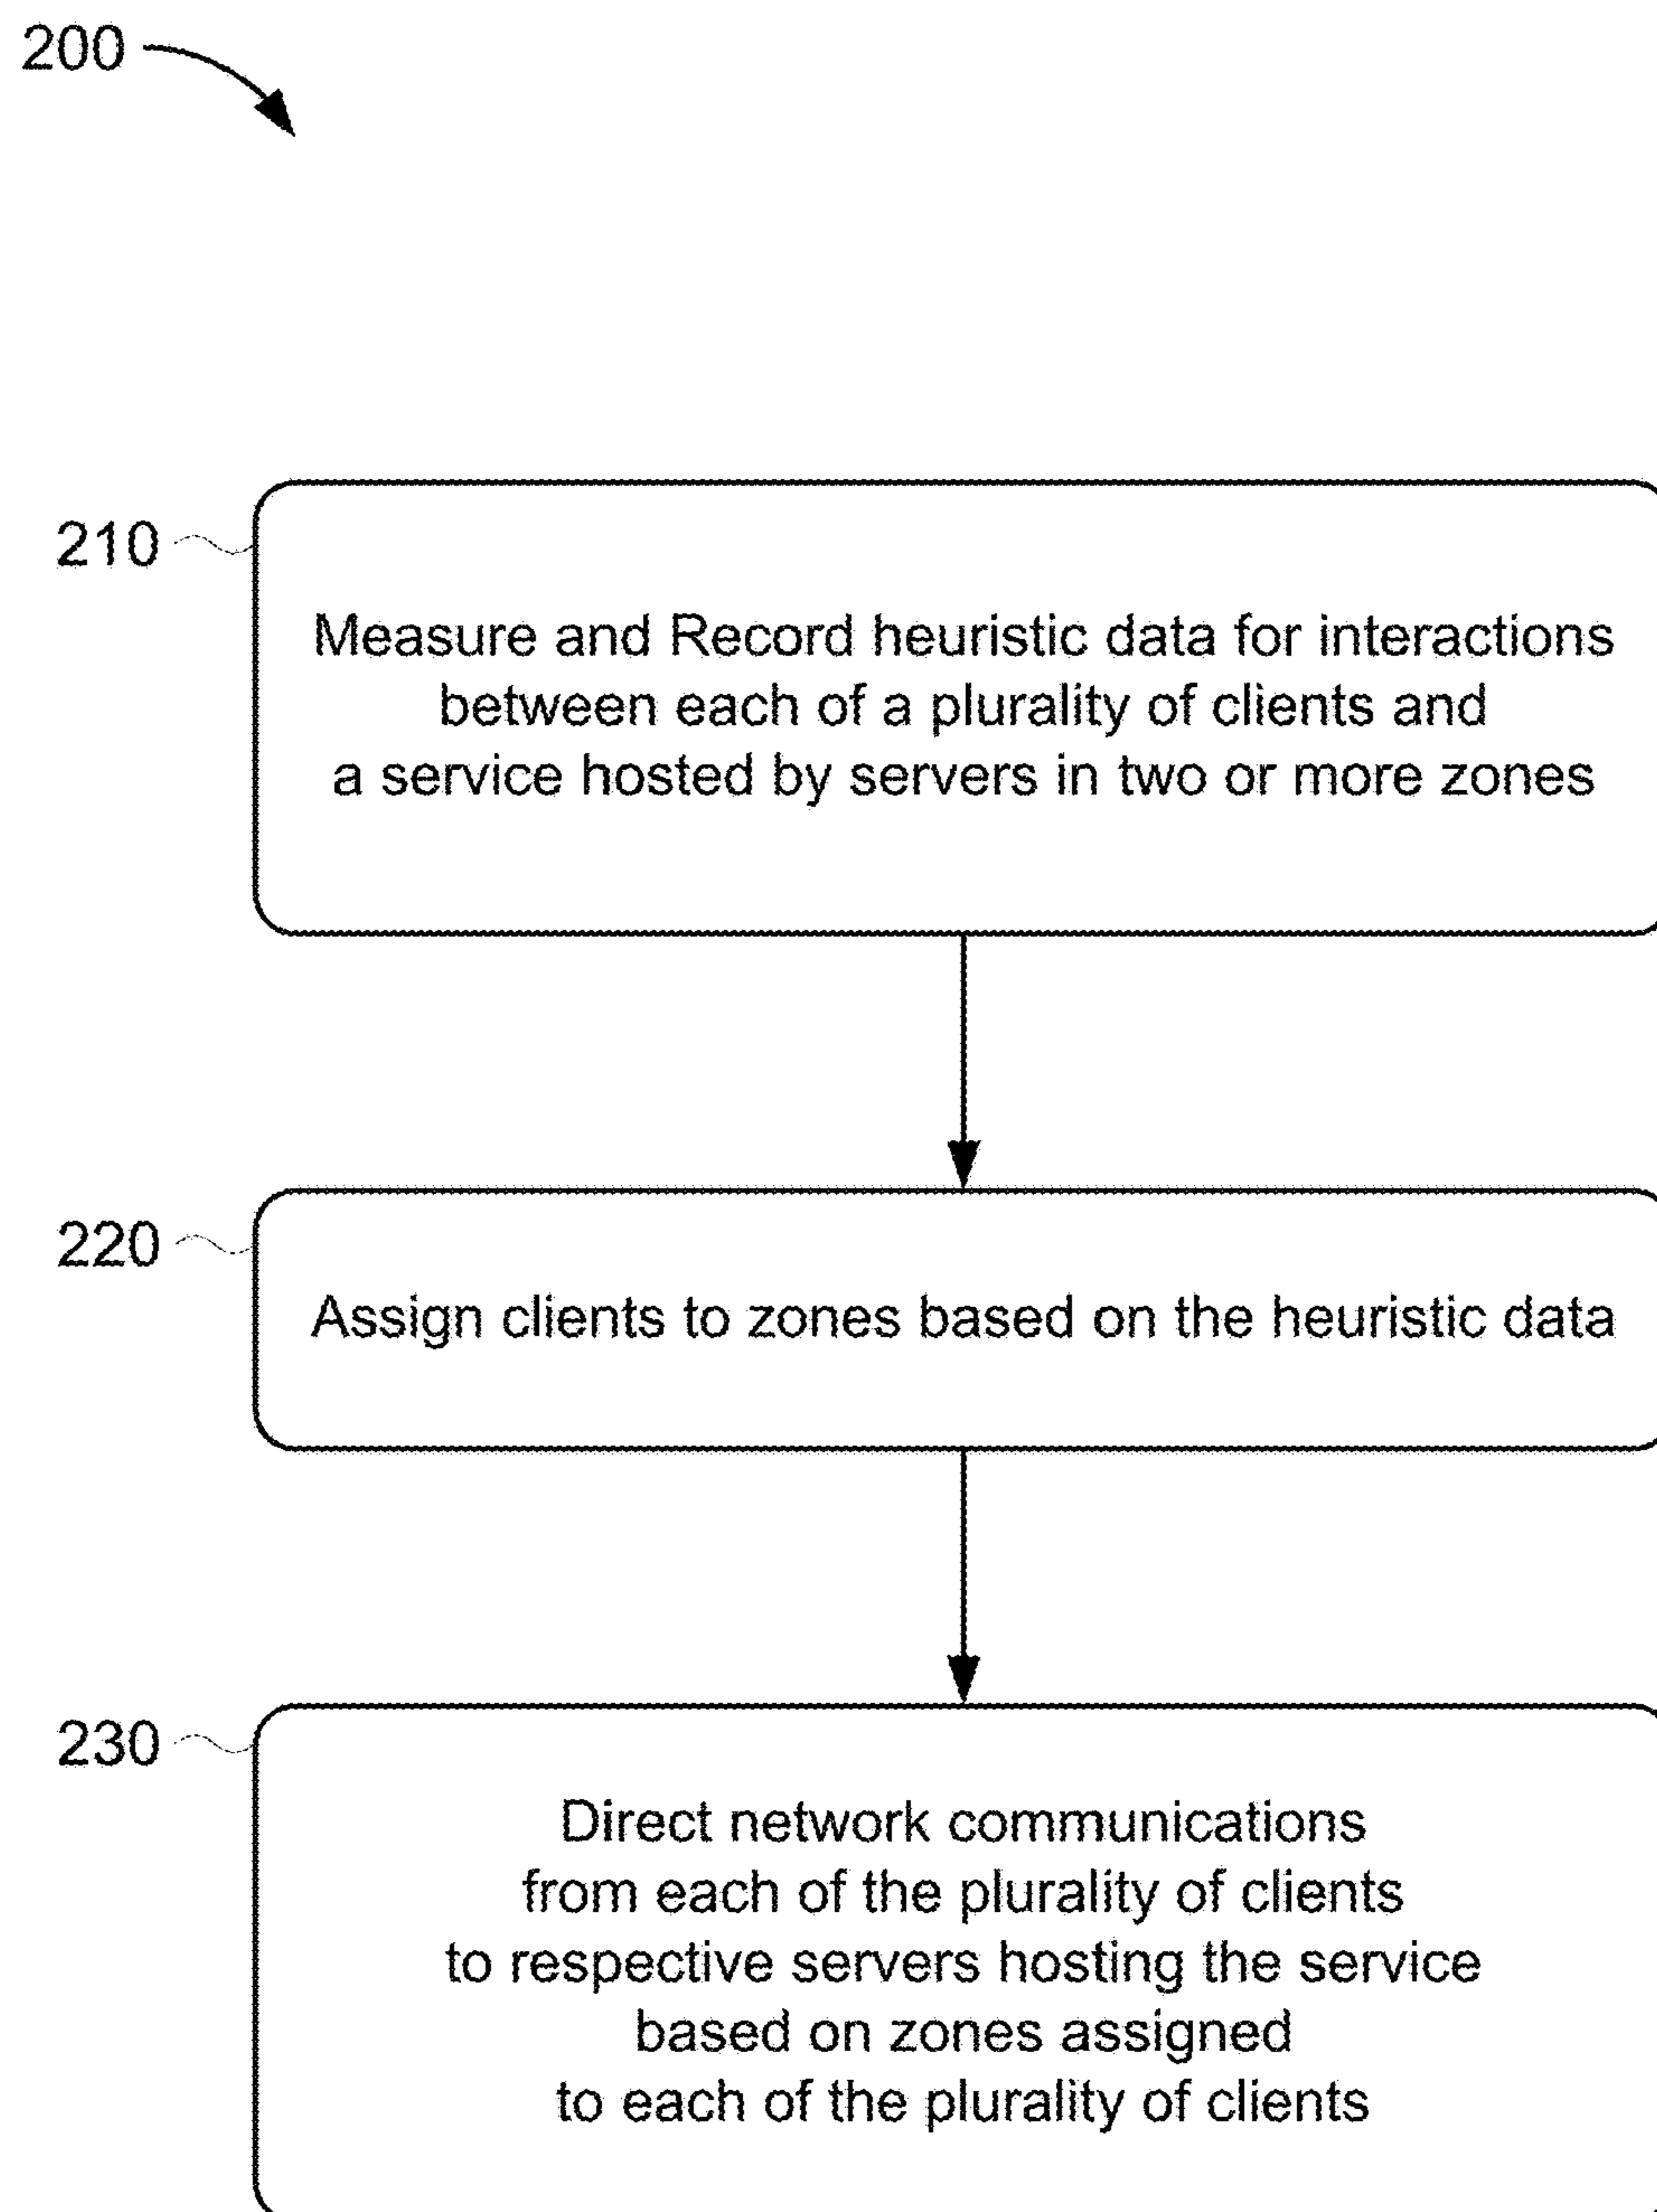 200
210
Measure and Record heuristic data for interactions
between each of a plurality of clients and
a service hosted by servers in two or more zones
220
Assign clients to zones based on the heuristic data
230
Direct network communications
from each of the plurality of clients
to respective servers hosting the service
based on zones assigned
to each of the plurality of clients